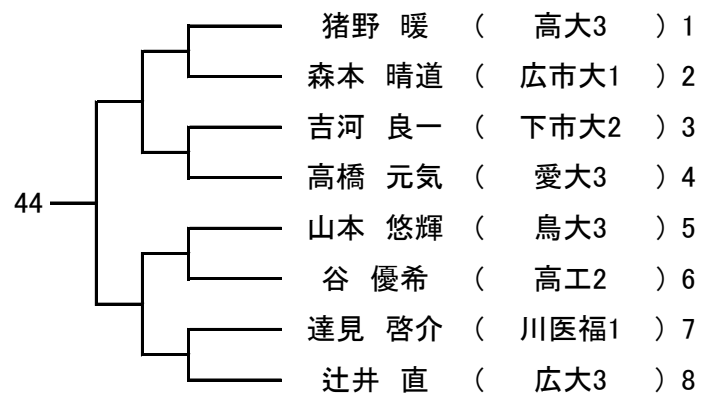 猪野 暖 ( 高大3 ) 1
森本 晴道 ( 広市大1 ) 2
吉河 良一 ( 下市大2 ) 3
高橋 元気 ( 愛大3 ) 4
44
山本 悠輝 ( 鳥大3 ) 5
谷 優希 ( 高工2 ) 6
達見 啓介 ( 川医福1 ) 7
辻井 直 ( 広大3 ) 8